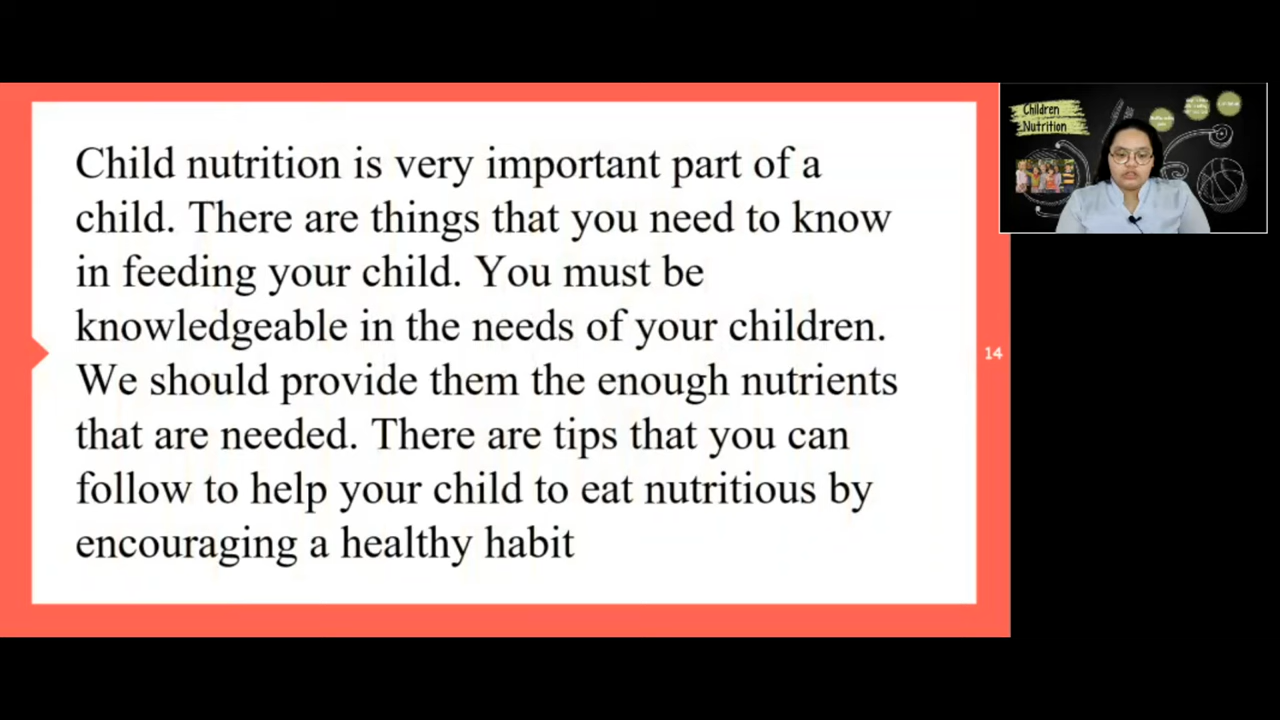 Child nutrition is very important part of a
child. There are things that you need to know
in feeding your child. You must be
knowledgeable in the needs of your children.
We should provide them the enough nutrients
that are needed. There are tips that you can
follow to help your child to eat nutritious by
encouraging a healthy habit
14
Children
Nutrition